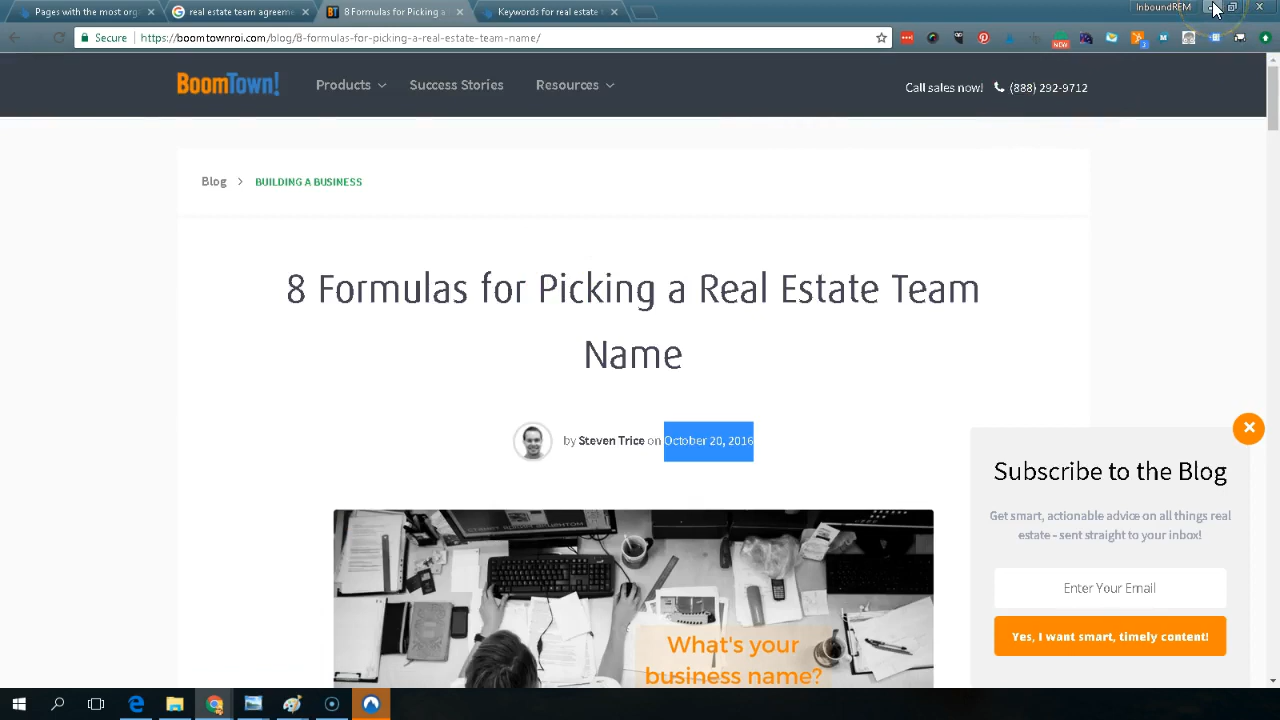 Pages with the most org
real estate team agreeme
8 Formulas for Picking a
Keywords for real estate
InboundREM
Secure
https://boomtownroi.com/blog/8-formulas-for-picking-a-real-estate-team-name/
NEW
BoomTown!
Products
Success Stories
Resources
Call sales now! (888) 292-9712
Blog > BUILDING A BUSINESS
8 Formulas for Picking a Real Estate Team
Name
by Steven Trice on October 20, 2016
What's your
business name?
Subscribe to the Blog
Get smart, actionable advice on all things real
estate - sent straight to your inbox!
Enter Your Email
Yes, I want smart, timely content!